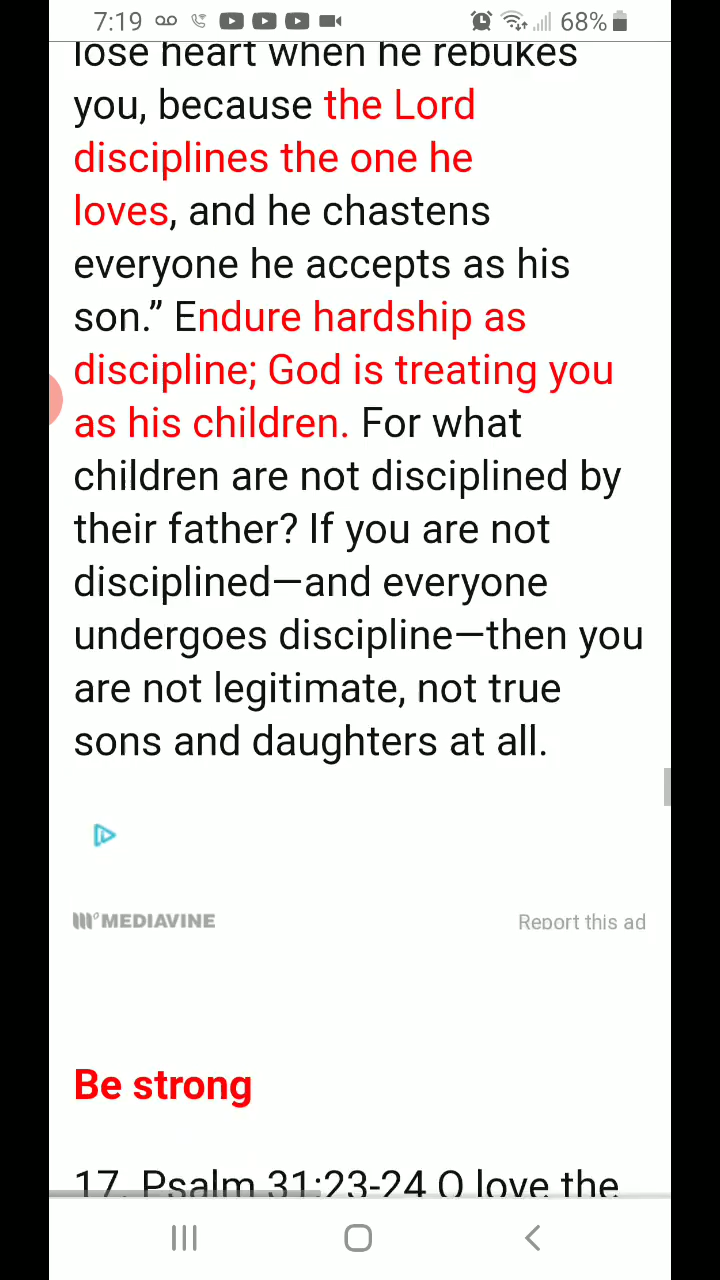 7:19 68%
lose heart when he rebukes
you, because the Lord
disciplines the one he
loves, and he chastens
everyone he accepts as his
son.” Endure hardship as
discipline; God is treating you
as his children. For what
children are not disciplined by
their father? If you are not
disciplined—and everyone
undergoes discipline—then you
are not legitimate, not true
sons and daughters at all.
MEDIAVINE Report this ad
Be strong
17. Psalm 31:23-24 O love the